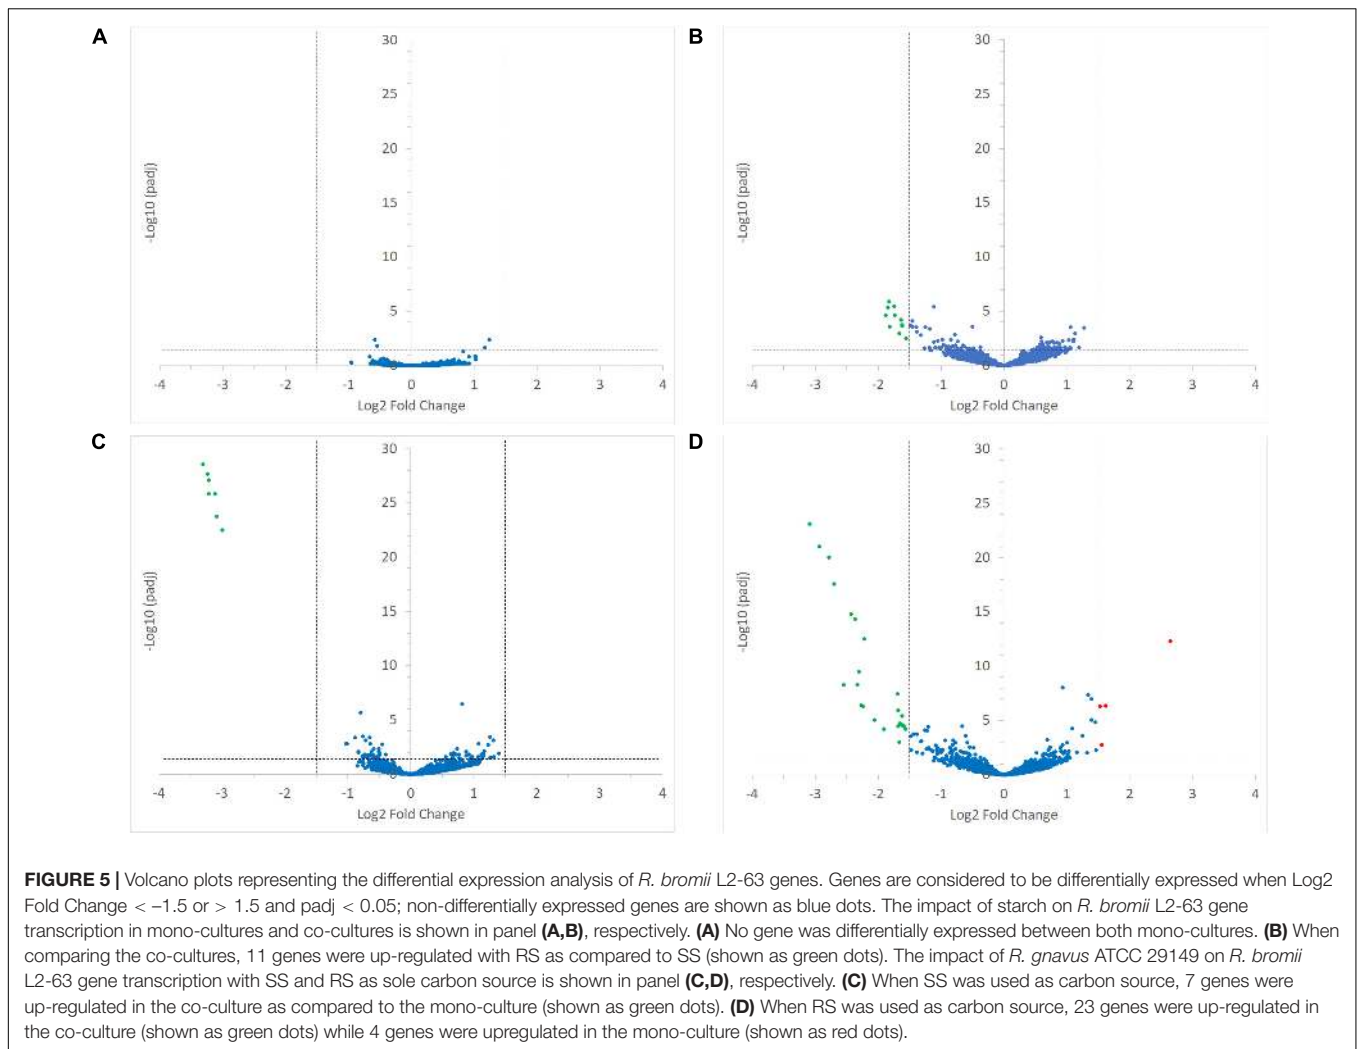 A
30
25
20
15
10
5
0
-4 -3 -2 -1 0 1 2 3 4
-Log10 (padj)
Log2 Fold Change
B
30
25
20
15
10
5
0
-4 -3 -2 -1 0 1 2 3 4
-Log10 (padj)
Log2 Fold Change
C
30
25
20
15
10
5
0
-4 -3 -2 -1 0 1 2 3 4
-Log10 (padj)
Log2 Fold Change
D
30
25
20
15
10
5
0
-4 -3 -2 -1 0 1 2 3 4
-Log10 (padj)
Log2 Fold Change
FIGURE 5 | Volcano plots representing the differential expression analysis of R. bromii L2-63 genes. Genes are considered to be differentially expressed when Log2
Fold Change < –1.5 or > 1.5 and padj < 0.05; non-differentially expressed genes are shown as blue dots. The impact of starch on R. bromii L2-63 gene
transcription in mono-cultures and co-cultures is shown in panel (A,B), respectively. (A) No gene was differentially expressed between both mono-cultures. (B) When
comparing the co-cultures, 11 genes were up-regulated with RS as compared to SS (shown as green dots). The impact of R. gnavus ATCC 29149 on R. bromii
L2-63 gene transcription with SS and RS as sole carbon source is shown in panel (C,D), respectively. (C) When SS was used as carbon source, 7 genes were
up-regulated in the co-culture as compared to the mono-culture (shown as green dots). (D) When RS was used as carbon source, 23 genes were up-regulated in
the co-culture (shown as green dots) while 4 genes were upregulated in the mono-culture (shown as red dots).